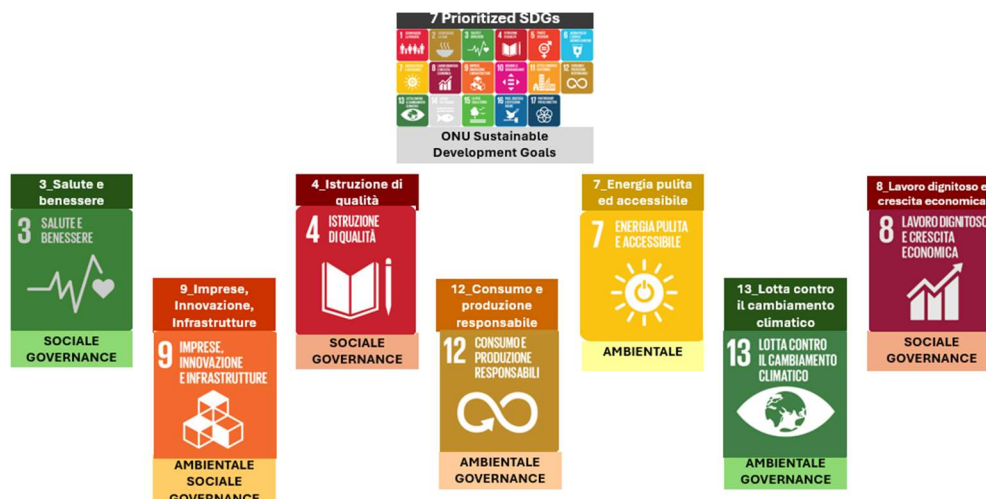 7 Prioritized SDGs
ONU Sustainable
Development Goals
3_Salute e
benessere
3 SALUTE E
BENESSERE
SOCIALE
GOVERNANCE
9_Imprese,
Innovazione,
Infrastrutture
9 IMPRESE,
INNOVAZIONE
E INFRASTRUTTURE
AMBIENTALE
SOCIALE
GOVERNANCE
4_Istruzione di
qualità
4 ISTRUZIONE
DI QUALITÀ
SOCIALE
GOVERNANCE
12_Consumo e
produzione
responsabile
12 CONSUMO E
PRODUZIONE
RESPONSABILI
AMBIENTALE
GOVERNANCE
7_Energia pulita
ed accessibile
7 ENERGIA PULITA
E ACCESSIBILE
AMBIENTALE
13_Lotta contro
il cambiamento
climatico
13 LOTTA CONTRO
IL CAMBIAMENTO
CLIMATICO
AMBIENTALE
GOVERNANCE
8_Lavoro dignitoso e
crescita economica
8 LAVORO DIGNITOSO
E CRESCITA
ECONOMICA
SOCIALE
GOVERNANCE